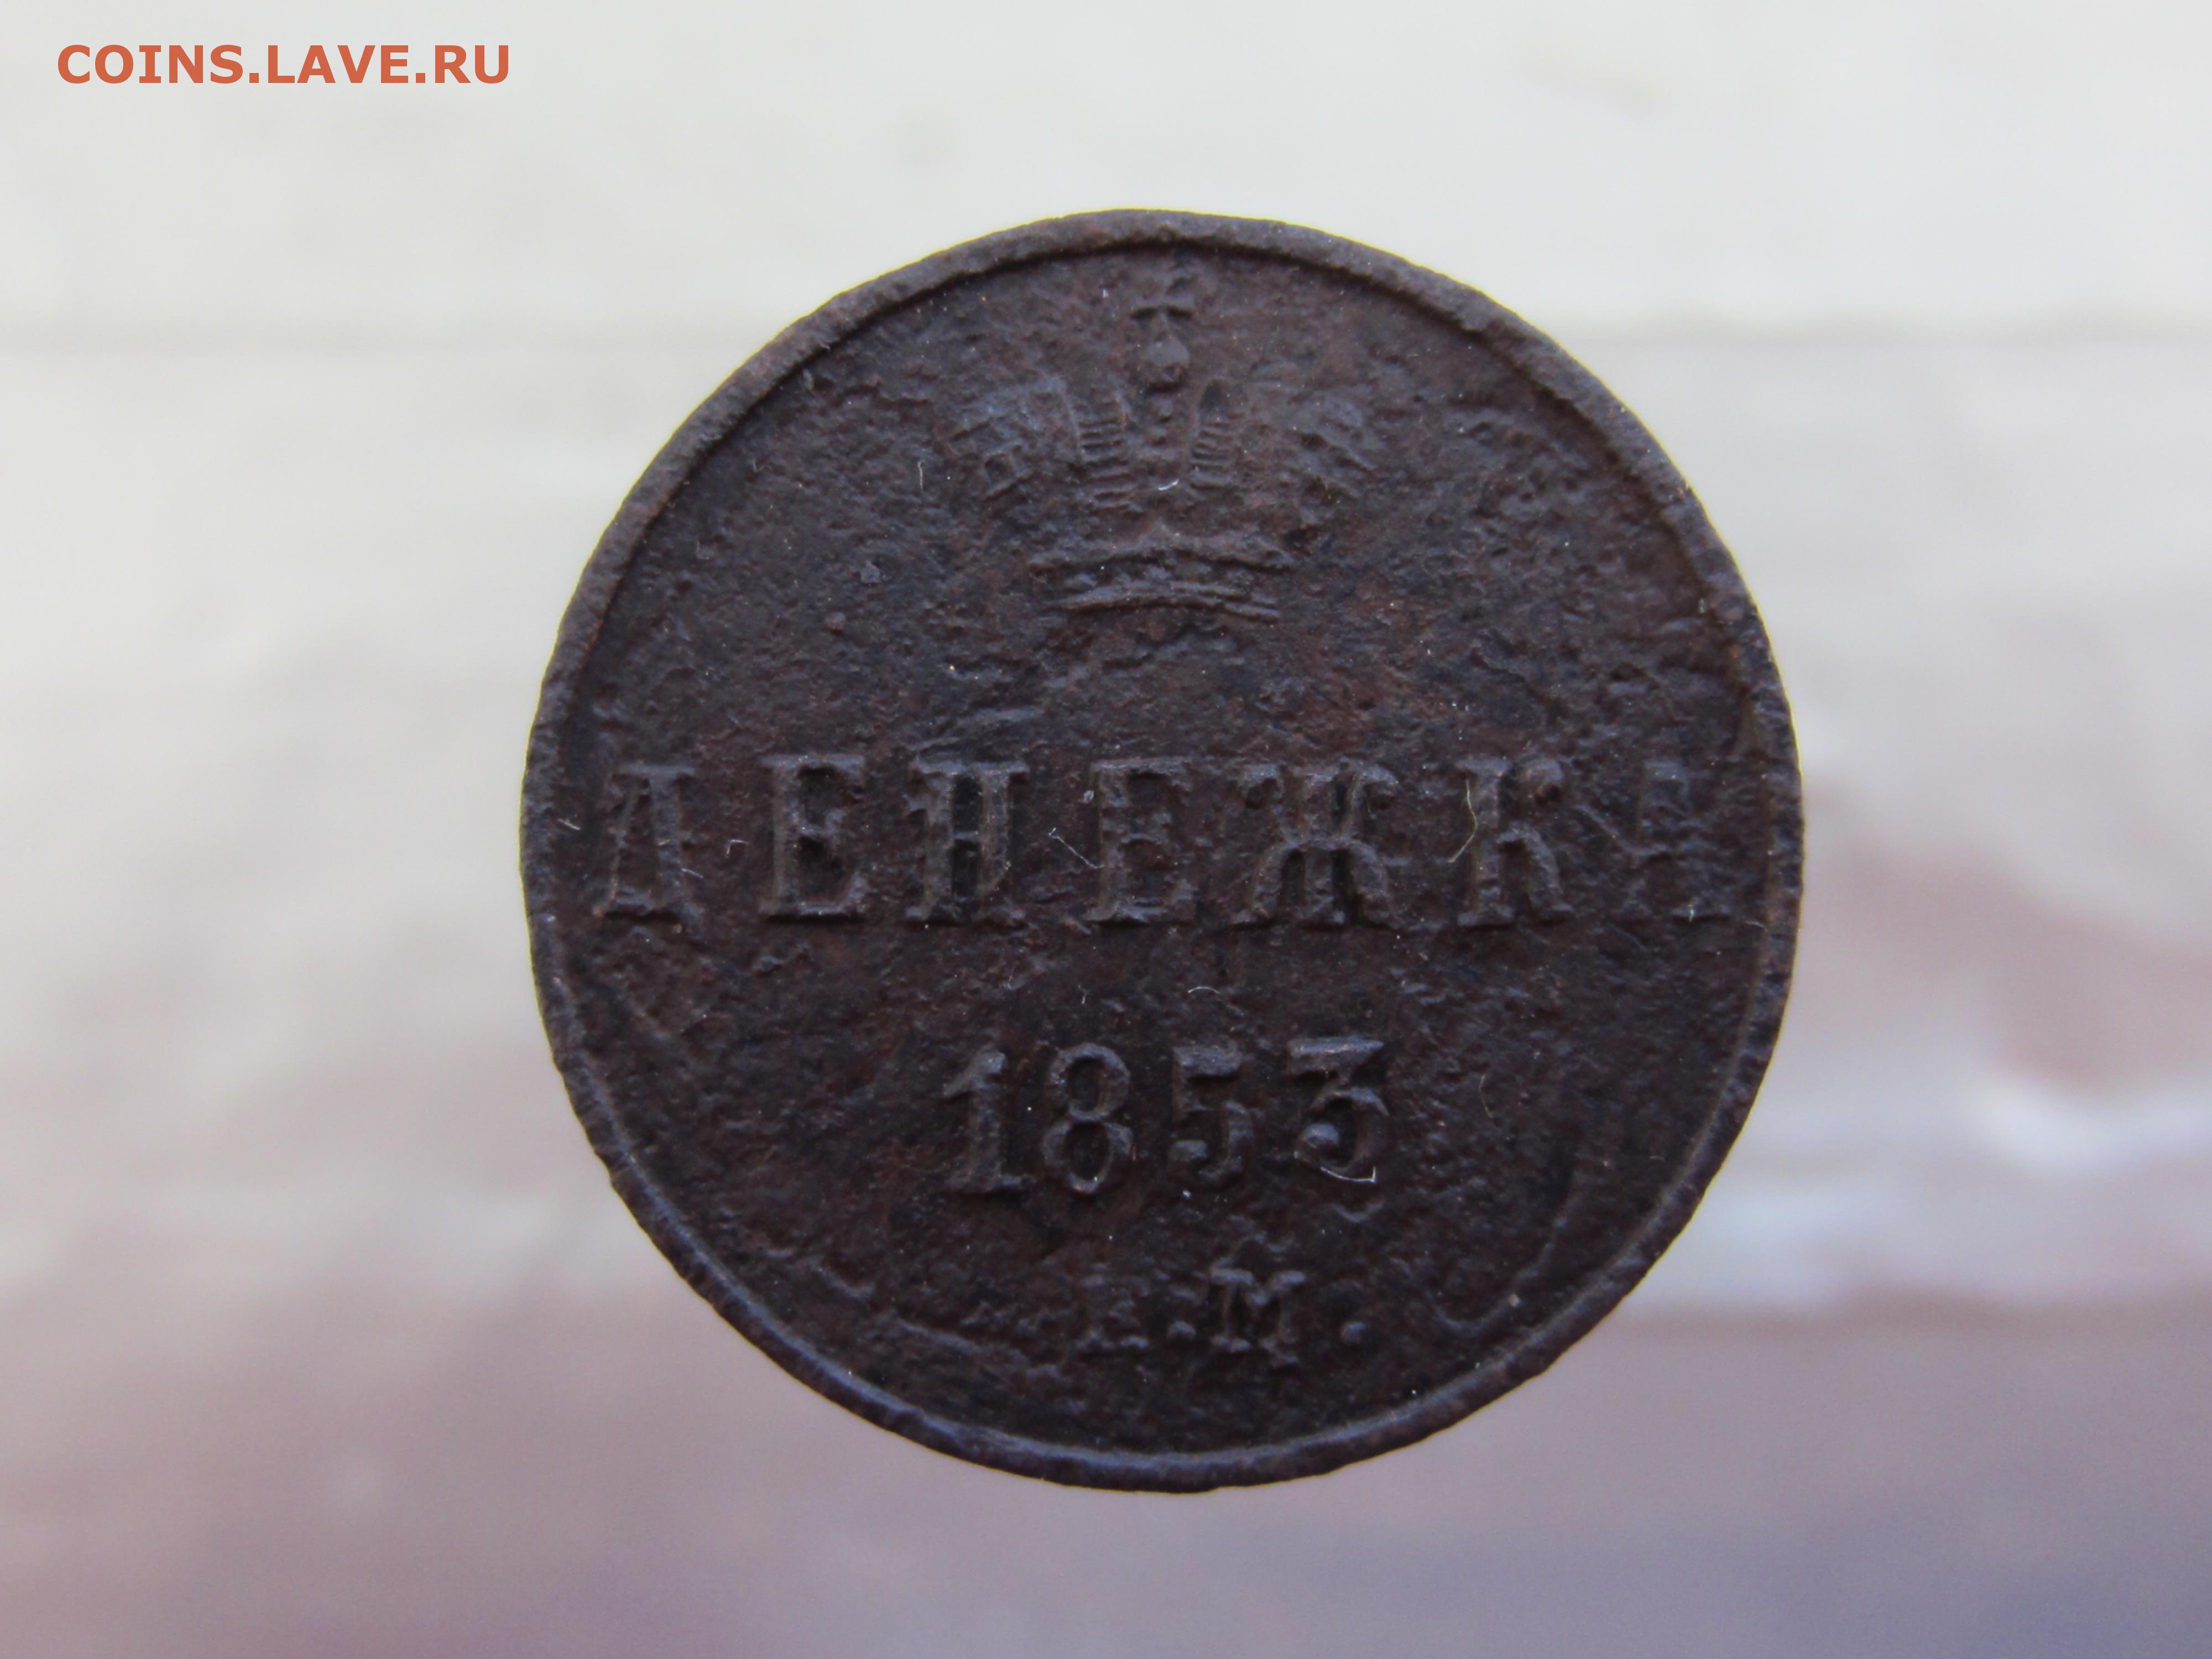 COINS.LAVE.RU
ДЕНЕЖКА
1853
Е.М.